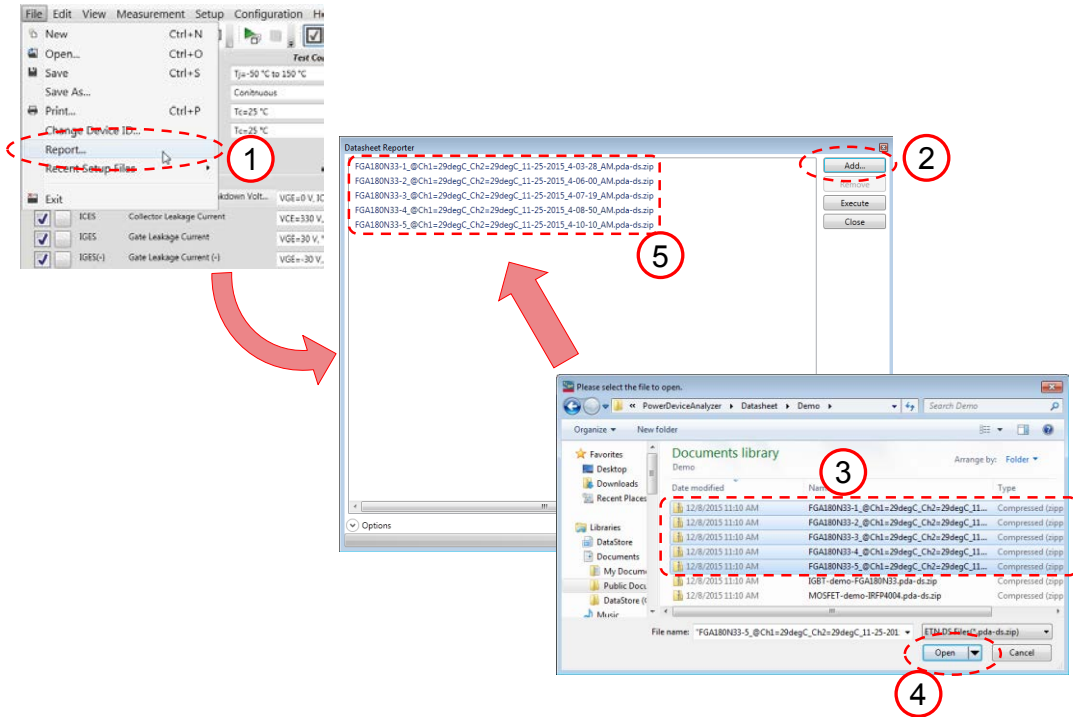 File Edit View Measurement Setup Configuration
New Ctrl+N
Open... Ctrl+O
Save Ctrl+S
Save As...
Print... Ctrl+P
Change Device ID...
Report...
Recent Setup Files
Exit
Tj=-50 °C to 150 °C
Conitnuous
Tc=25 °C
Tc=25 °C
Volt... VGE=0 V,
ICES Collector Leakage Current VCE=330 V,
IGES Gate Leakage Current VGE=30 V,
IGES(-) Gate Leakage Current (-) VGE=-30 V,
1
Datasheet Reporter
FGA180N33-1_@Ch1=29degC_Ch2=29degC_11-25-2015_4-03-28_AM.pda-ds.zip
FGA180N33-2_@Ch1=29degC_Ch2=29degC_11-25-2015_4-06-00_AM.pda-ds.zip
FGA180N33-3_@Ch1=29degC_Ch2=29degC_11-25-2015_4-07-19_AM.pda-ds.zip
FGA180N33-4_@Ch1=29degC_Ch2=29degC_11-25-2015_4-08-50_AM.pda-ds.zip
FGA180N33-5_@Ch1=29degC_Ch2=29degC_11-25-2015_4-10-10_AM.pda-ds.zip
Add...
Remove
Execute
Close
2
5
Options
Please select the file to open.
« PowerDeviceAnalyzer Datasheet Demo
Search Demo
Organize New folder
Favorites
Desktop
Downloads
Recent Places
Libraries
DataStore
Documents
My Docum
Public Docu
DataStore (
Music
Documents library
Demo
Arrange by: Folder
3
Date modified Type
12/8/2015 11:10 AM FGA180N33-1_@Ch1=29degC_Ch2=29degC_11... Compressed (zipp
12/8/2015 11:10 AM FGA180N33-2_@Ch1=29degC_Ch2=29degC_11... Compressed (zipp
12/8/2015 11:10 AM FGA180N33-3_@Ch1=29degC_Ch2=29degC_11... Compressed (zipp
12/8/2015 11:10 AM FGA180N33-4_@Ch1=29degC_Ch2=29degC_11... Compressed (zipp
12/8/2015 11:10 AM FGA180N33-5_@Ch1=29degC_Ch2=29degC_11... Compressed (zipp
12/8/2015 11:10 AM IGBT-demo-FGA180N33.pda-ds.zip Compressed (zipp
12/8/2015 11:10 AM MOSFET-demo-IRFP4004.pda-ds.zip Compressed (zipp
File name: "FGA180N33-5_@Ch1=29degC_Ch2=29degC_11-25-201
ETN-DS Files(*.pda-ds.zip)
Open Cancel
4